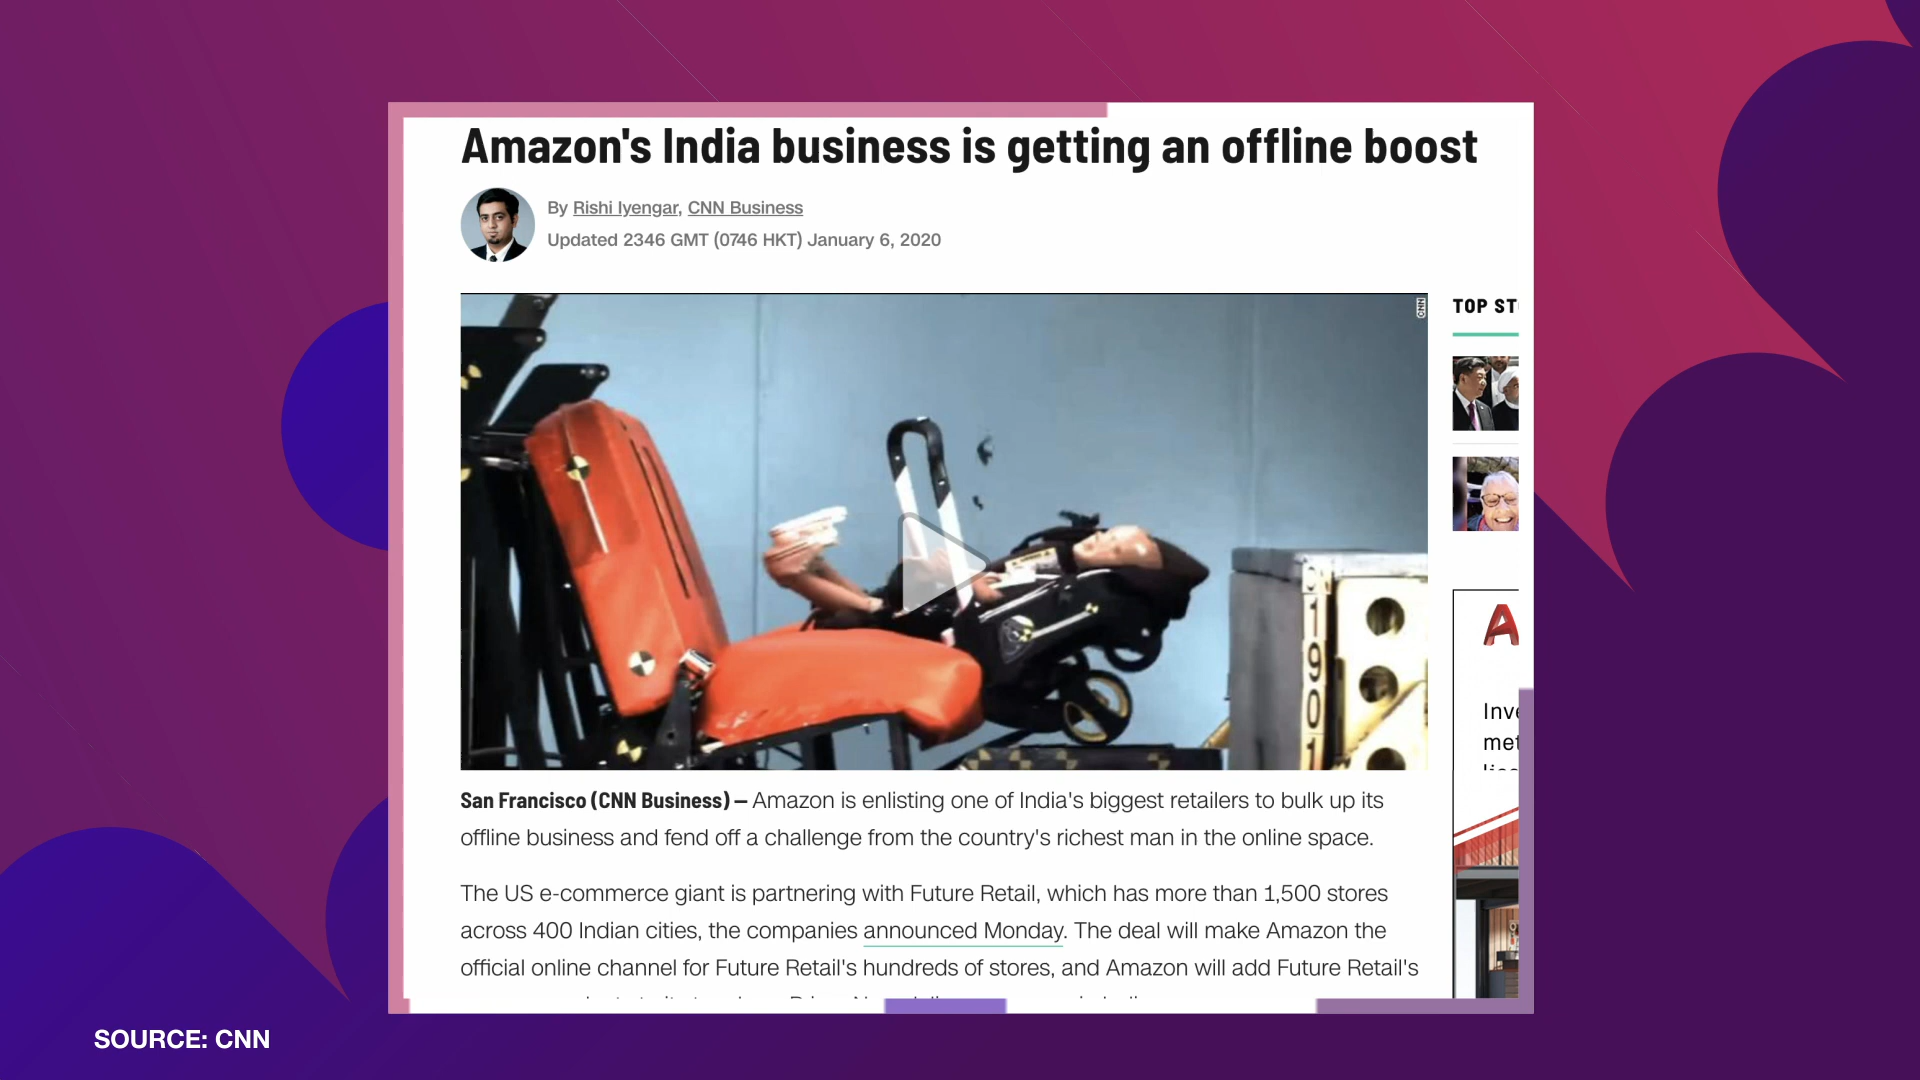 Amazon's India business is getting an offline boost
By Rishi Iyengar, CNN Business
Updated 2346 GMT (0746 HKT) January 6, 2020
CNN
TOP ST
1901
A
Inve
met
San Francisco (CNN Business) — Amazon is enlisting one of India's biggest retailers to bulk up its
offline business and fend off a challenge from the country's richest man in the online space.
The US e-commerce giant is partnering with Future Retail, which has more than 1,500 stores
across 400 Indian cities, the companies announced Monday. The deal will make Amazon the
official online channel for Future Retail's hundreds of stores, and Amazon will add Future Retail's
SOURCE: CNN